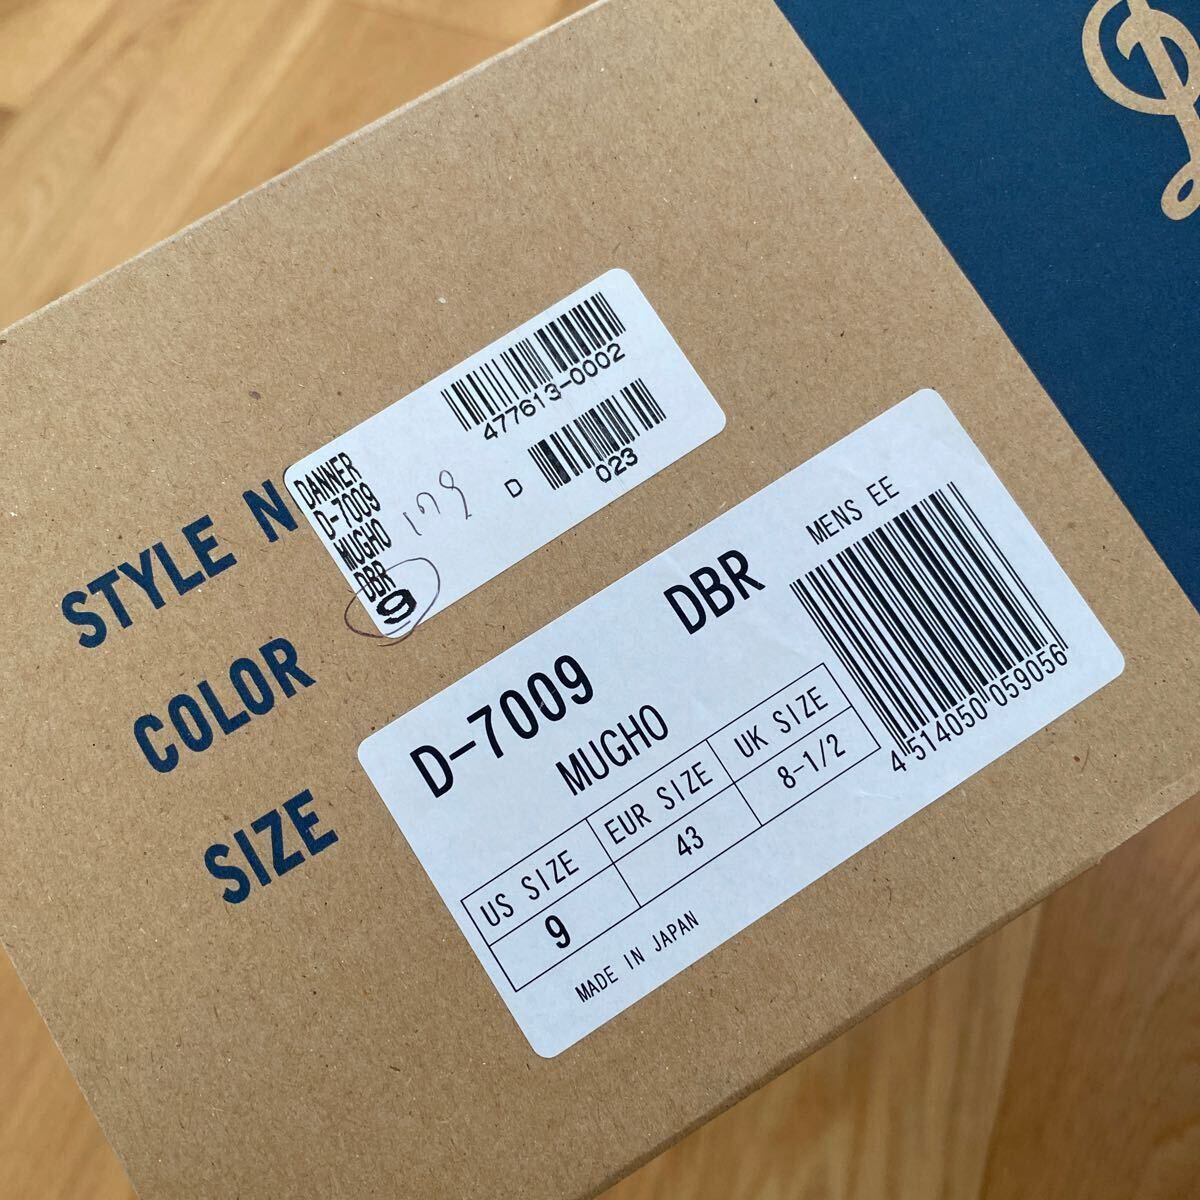 STYLE N
COLOR
SIZE
DANNER
D-7009
MUGHO
DBR
9
477613-0002
D
023
D-7009
DBR
MENS EE
MUGHO
US SIZE EUR SIZE UK SIZE
9 43 8-1/2
MADE IN JAPAN
4 514050 059056